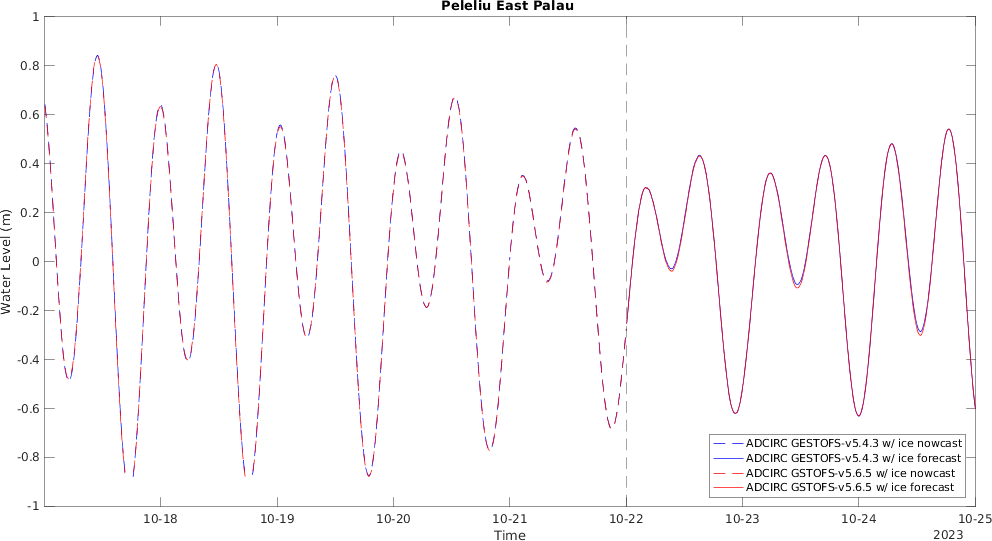 Peleliu East Palau
1
0.8
0.6
0.4
0.2
0
-0.2
-0.4
-0.6
-0.8
-1
Water Level (m)
ADCIRC GESTOFS-v5.4.3 w/ ice nowcast
ADCIRC GESTOFS-v5.4.3 w/ ice forecast
ADCIRC GSTOFS-v5.6.5 w/ ice nowcast
ADCIRC GSTOFS-v5.6.5 w/ ice forecast
10-18 10-19 10-20 10-21 10-22 10-23 10-24 10-25
Time
2023